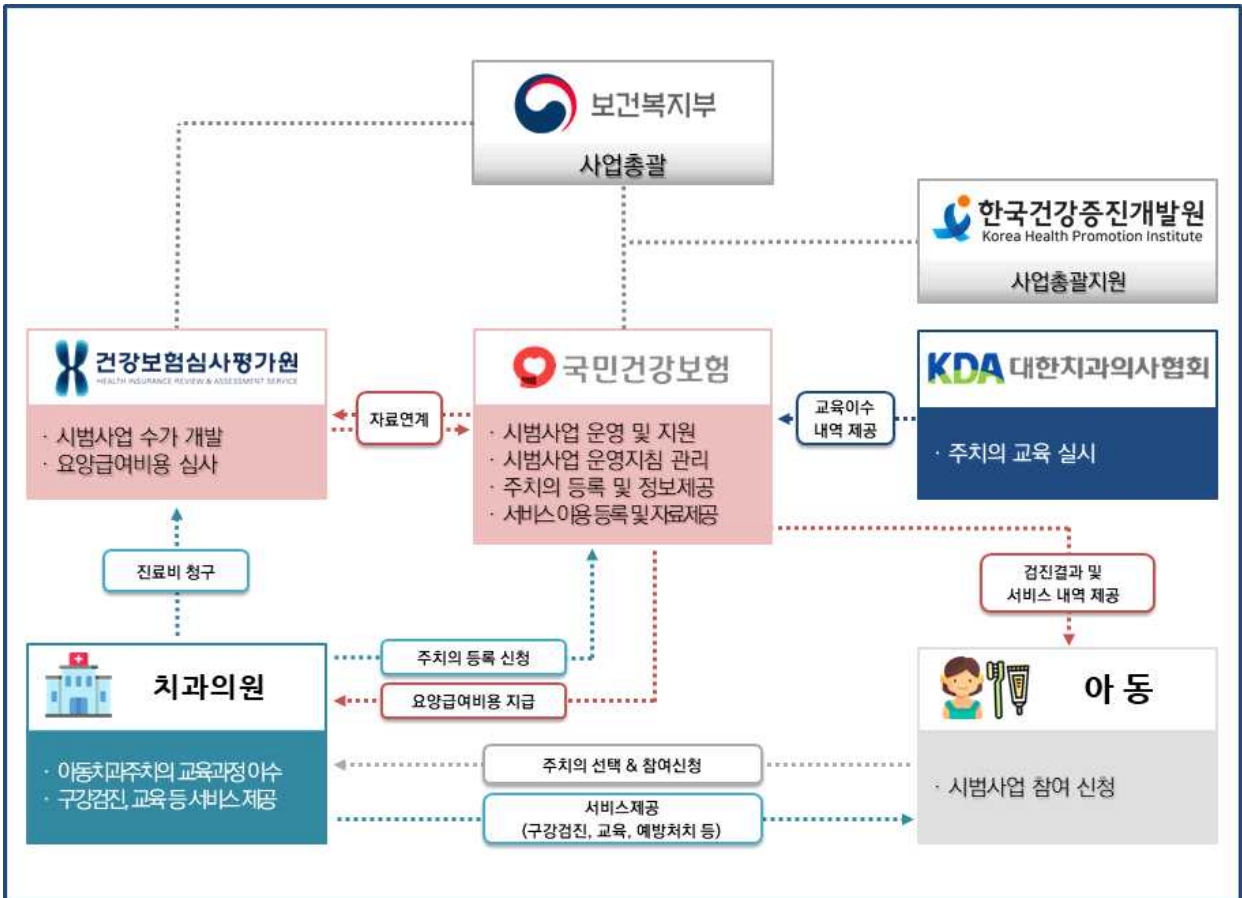 보건복지부
사업총괄
한국건강증진개발원
Korea Health Promotion Institute
사업총괄지원
건강보험심사평가원
HEALTH INSURANCE REVIEW & ASSESSMENT SERVICE
· 시범사업 수가 개발
· 요양급여비용 심사
자료연계
국민건강보험
· 시범사업 운영 및 지원
· 시범사업 운영지침 관리
· 주치의 등록 및 정보제공
· 서비스 이용 등록 및 자료제공
교육이수
내역 제공
KDA 대한치과의사협회
· 주치의 교육 실시
진료비 청구
검진결과 및
서비스 내역 제공
치과의원
· 아동치과주치의 교육과정 이수
· 구강검진, 교육 등 서비스 제공
주치의 등록 신청
요양급여비용 지급
아 동
· 시범사업 참여 신청
주치의 선택 & 참여신청
서비스제공
(구강검진, 교육, 예방처치 등)